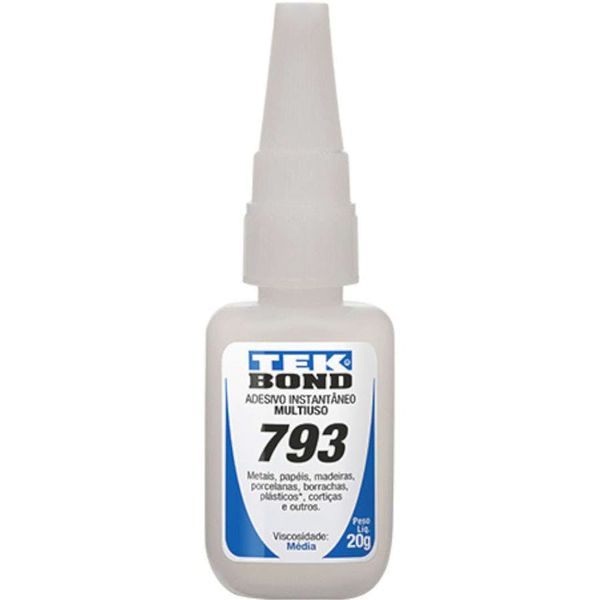 TEK®
BOND
ADESIVO INSTANTÂNEO
MULTIUSO
793
Metais, papéis, madeiras,
porcelanas, borrachas,
plásticos*, cortiças
e outros.
Viscosidade:
Média
Peso
Líq.
20g